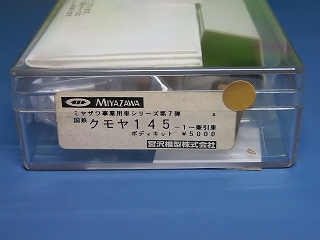 MIYAZAWA
ミヤザワ事業用車シリーズ第7弾 s
国鉄 クモヤ145-1〜牽引車
ボディキット ¥5000
宮沢模型株式会社